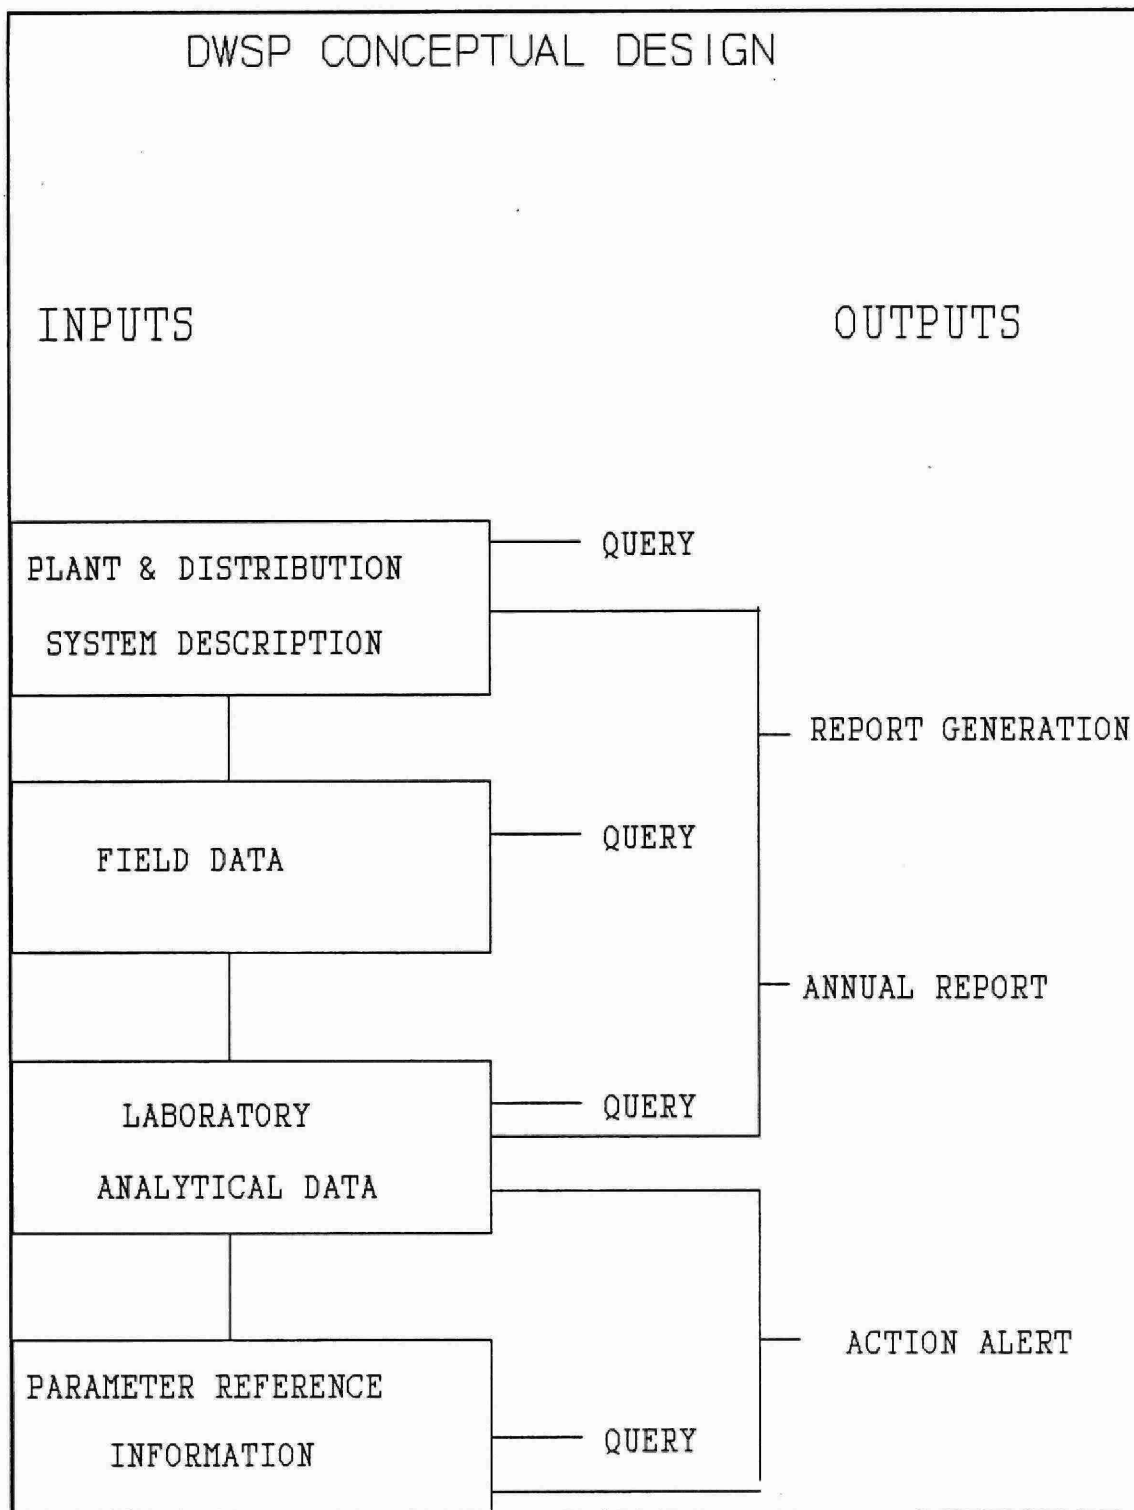 DWSP CONCEPTUAL DESIGN
INPUTS
OUTPUTS
PLANT & DISTRIBUTION
SYSTEM DESCRIPTION
QUERY
REPORT GENERATION
FIELD DATA
QUERY
ANNUAL REPORT
LABORATORY
ANALYTICAL DATA
QUERY
ACTION ALERT
PARAMETER REFERENCE
INFORMATION
QUERY